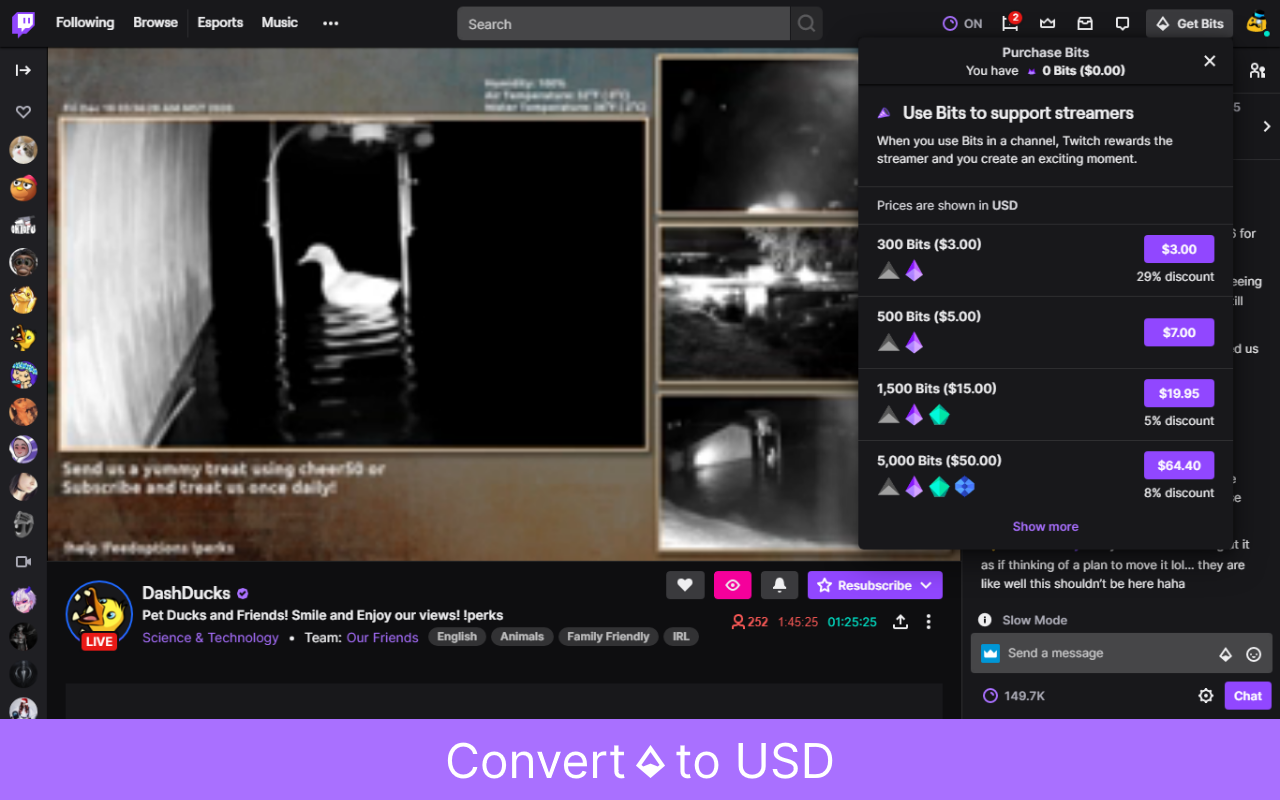 Following
Browse
Esports
Music
Search
ON
2
Get Bits
Purchase Bits
You have 0 Bits ($0.00)
Use Bits to support streamers
When you use Bits in a channel, Twitch rewards the
streamer and you create an exciting moment.
Prices are shown in USD
300 Bits ($3.00)
$3.00
29% discount
500 Bits ($5.00)
$7.00
1,500 Bits ($15.00)
$19.95
5% discount
5,000 Bits ($50.00)
$64.40
8% discount
Show more
Humidity: 100%
Send us a yummy treat using cheer50 or
Subscribe and treat us once daily!
!help !feedoptions !perks
5
for
eeing
ill
d us
e
se
t it
as if thinking of a plan to move it lol... they are
like well this shouldn't be here haha
Slow Mode
Send a message
149.7K
Chat
DashDucks
Pet Ducks and Friends! Smile and Enjoy our views! !perks
Science & Technology • Team: Our Friends
English
Animals
Family Friendly
IRL
LIVE
Resubscribe
252
1:45:25
01:25:25
Convert to USD